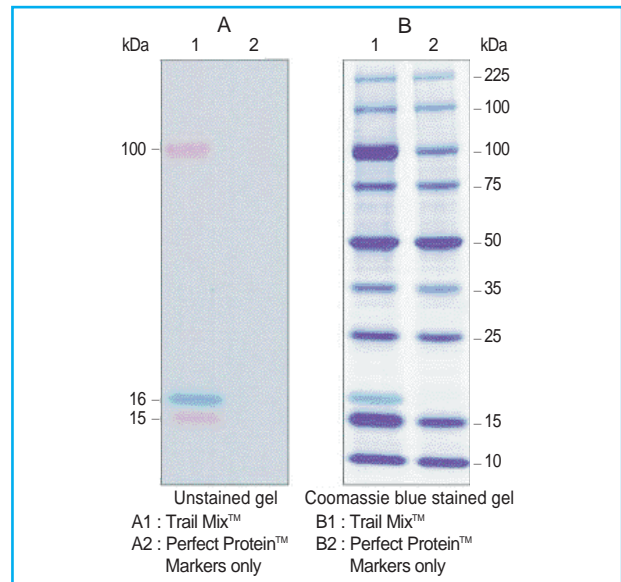 A B
kDa 1 2 1 2 kDa
225
100
100 100
75
50
35
25
16
15 15
10
Unstained gel Coomassie blue stained gel
A1 : Trail Mix™ B1 : Trail Mix™
A2 : Perfect Protein™ B2 : Perfect Protein™
Markers only Markers only